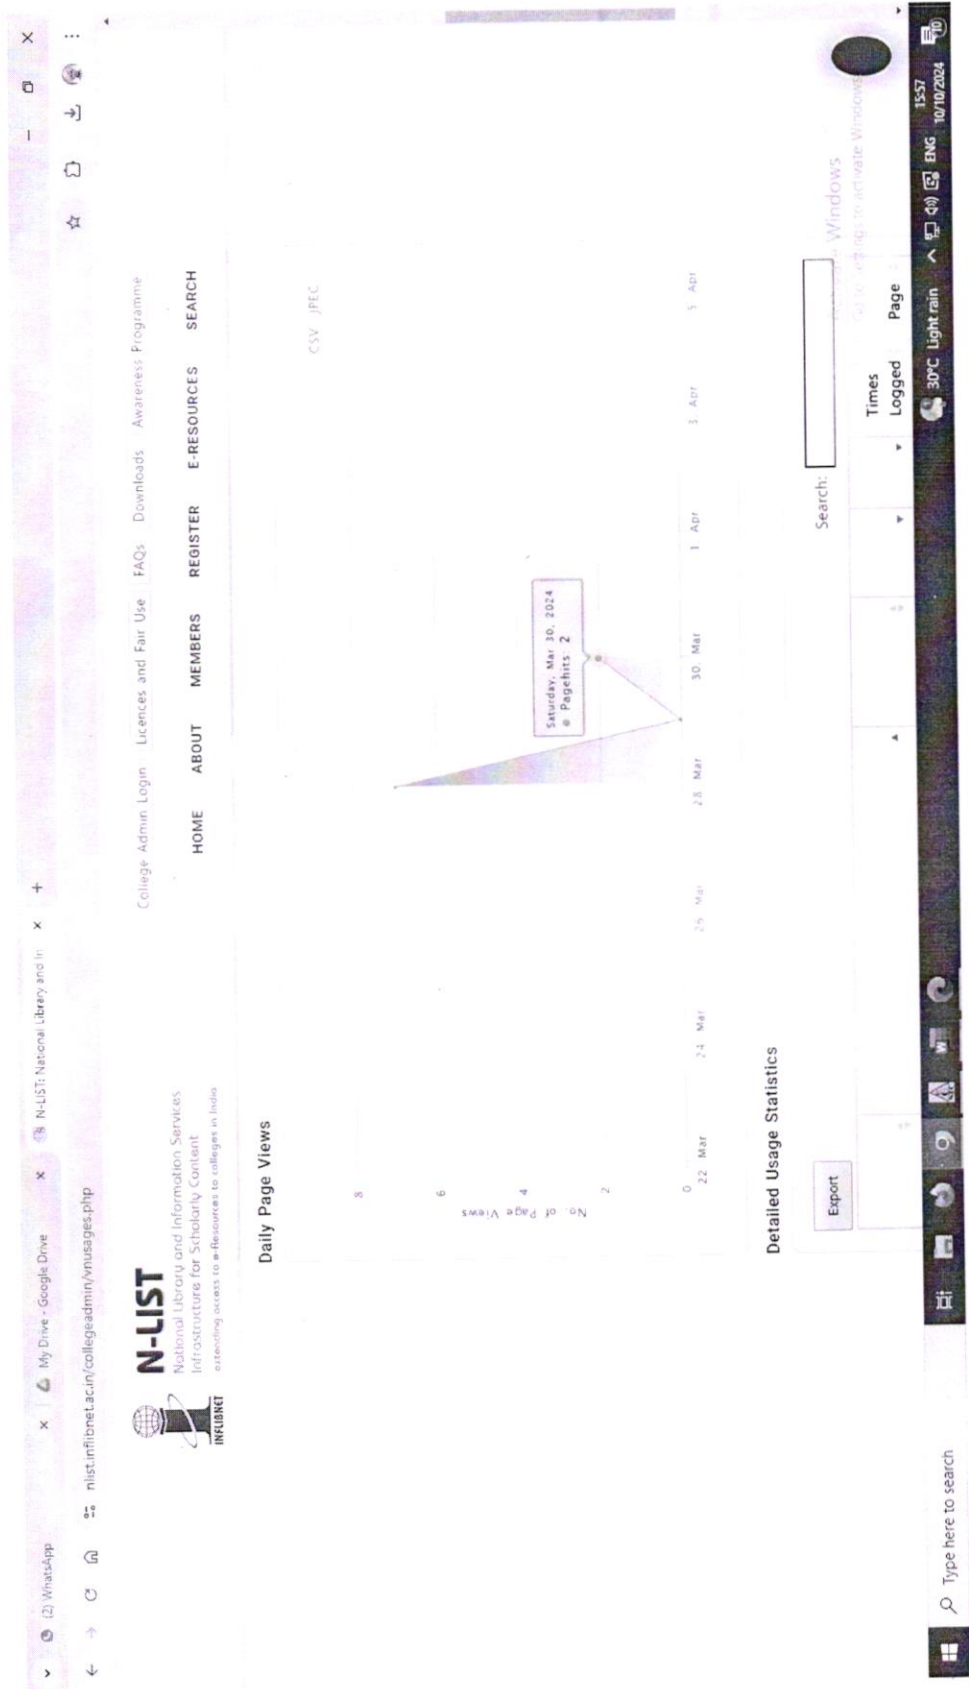 (2) WhatsApp
My Drive - Google Drive
N-LIST: National Library and In
nlist.inflibnet.ac.in/collegeadmin/vnusages.php
College Admin Login Licences and Fair Use FAQs Downloads Awareness Programme
INFLIBNET
N-LIST
National Library and Information Services
Infrastructure for Scholarly Content
extending access to e-Resources to colleges in India
HOME ABOUT MEMBERS REGISTER E-RESOURCES SEARCH
Daily Page Views
CSV JPEG
No. of Page Views
8
6
4
2
0
Saturday, Mar 30, 2024
Pagehits: 2
22. Mar 24. Mar 26. Mar 28. Mar 30. Mar 1. Apr 3. Apr 5. Apr
Detailed Usage Statistics
Export
Search:
Windows
to activate Windows
Times
Logged Page
Type here to search
30°C Light rain
ENG
15:57
10/10/2024
10